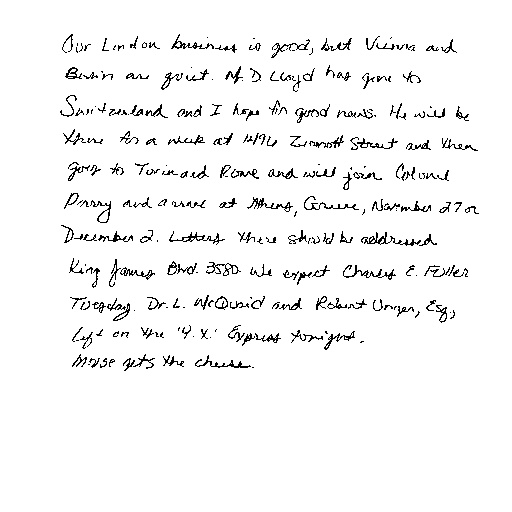 Our London business is good, but Vienna and
Berlin are quiet. Mr. D. Lloyd has gone to
Switzerland and I hope for good news. He will be
there for a week at 1496 Zermott Street and then
goes to Turin and Rome and will join Colonel
Parry and arrive at Athens, Greece, November 27 or
December 2. Letters there should be addressed
King James Blvd. 3580. We expect Charles E. Fuller
Tuesday. Dr. L. McQuaid and Robert Unger, Esq.,
left on the 'Y.X.' Express tonight.
Mouse gets the cheese.